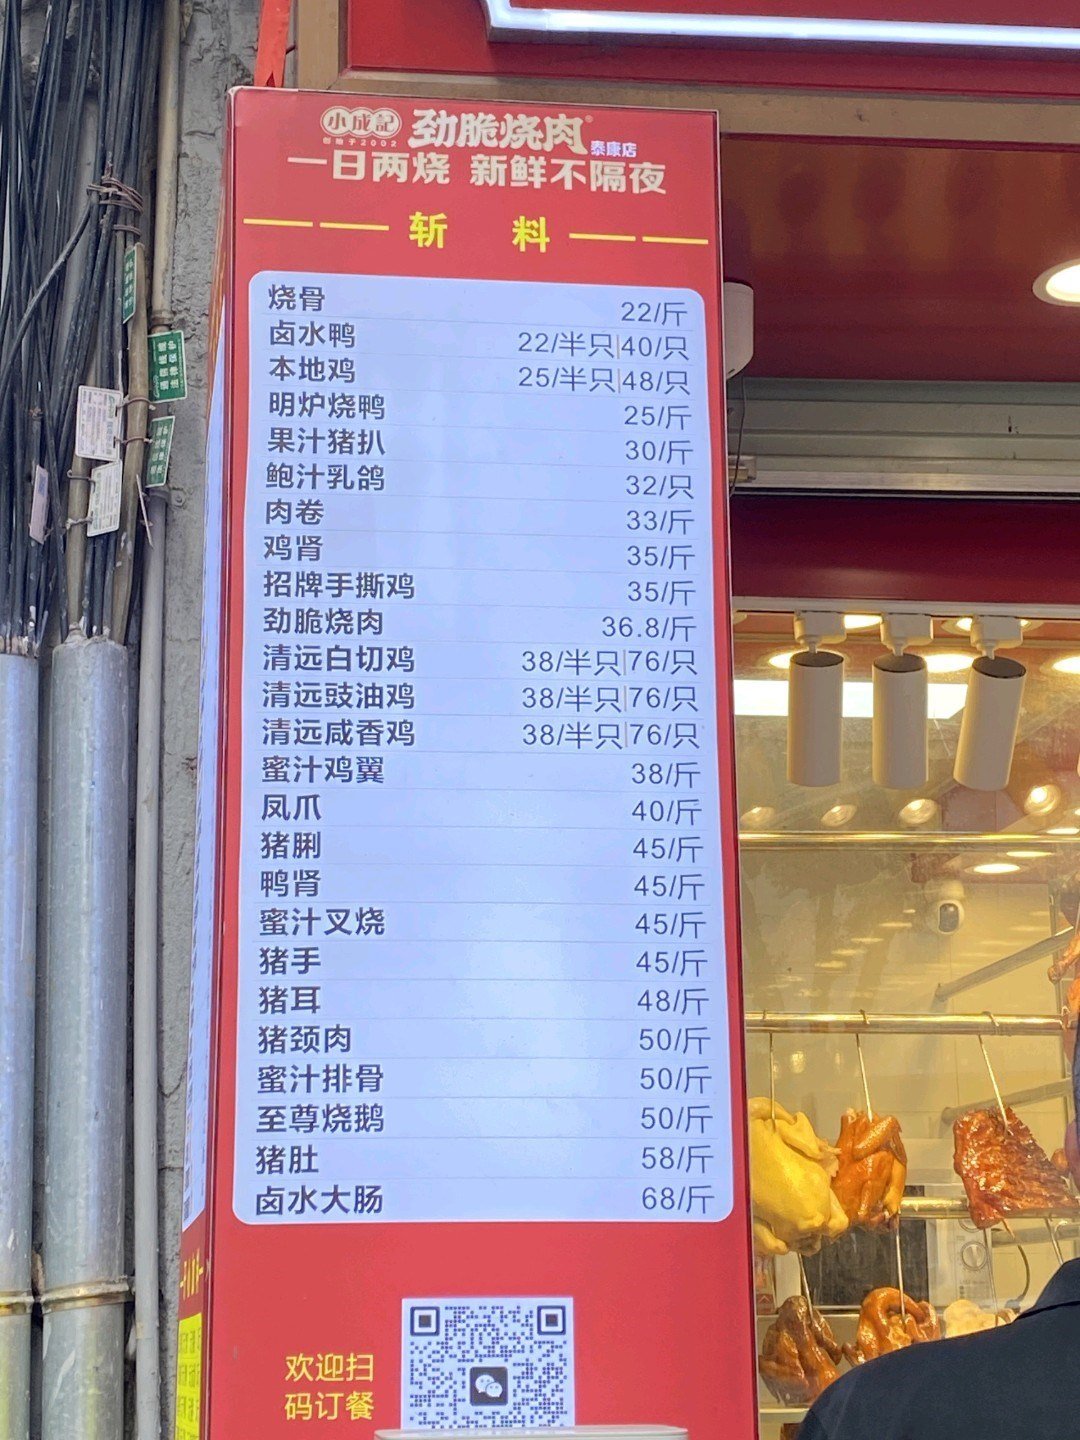 小成記 劲脆烧肉®
创始于2002 泰康店
一日两烧 新鲜不隔夜
斩 料
烧骨 22/斤
卤水鸭 22/半只|40/只
本地鸡 25/半只|48/只
明炉烧鸭 25/斤
果汁猪扒 30/斤
鲍汁乳鸽 32/只
肉卷 33/斤
鸡肾 35/斤
招牌手撕鸡 35/斤
劲脆烧肉 36.8/斤
清远白切鸡 38/半只|76/只
清远豉油鸡 38/半只|76/只
清远咸香鸡 38/半只|76/只
蜜汁鸡翼 38/斤
凤爪 40/斤
猪脷 45/斤
鸭肾 45/斤
蜜汁叉烧 45/斤
猪手 45/斤
猪耳 48/斤
猪颈肉 50/斤
蜜汁排骨 50/斤
至尊烧鹅 50/斤
猪肚 58/斤
卤水大肠 68/斤
欢迎扫
码订餐